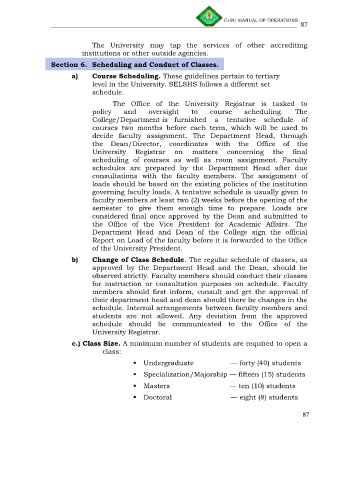 CvSU MANUAL OF OPERATIONS
87
The University may tap the services of other accrediting
institutions or other outside agencies.
Section 6. Scheduling and Conduct of Classes.
a) Course Scheduling. These guidelines pertain to tertiary
level in the University. SELSHS follows a different set
schedule.
The Office of the University Registrar is tasked to
policy and oversight to course scheduling. The
College/Department is furnished a tentative schedule of
courses two months before each term, which will be used to
decide faculty assignment. The Department Head, through
the Dean/Director, coordinates with the Office of the
University Registrar on matters concerning the final
scheduling of courses as well as room assignment. Faculty
schedules are prepared by the Department Head after due
consultations with the faculty members. The assignment of
loads should be based on the existing policies of the institution
governing faculty loads. A tentative schedule is usually given to
faculty members at least two (2) weeks before the opening of the
semester to give them enough time to prepare. Loads are
considered final once approved by the Dean and submitted to
the Office of the Vice President for Academic Affairs. The
Department Head and Dean of the College sign the official
Report on Load of the faculty before it is forwarded to the Office
of the University President.
b) Change of Class Schedule. The regular schedule of classes, as
approved by the Department Head and the Dean, should be
observed strictly. Faculty members should conduct their classes
for instruction or consultation purposes on schedule. Faculty
members should first inform, consult and get the approval of
their department head and dean should there be changes in the
schedule. Internal arrangements between faculty members and
students are not allowed. Any deviation from the approved
schedule should be communicated to the Office of the
University Registrar.
c.) Class Size. A minimum number of students are required to open a
class:
• Undergraduate — forty (40) students
• Specialization/Majorship — fifteen (15) students
• Masters — ten (10) students
• Doctoral — eight (8) students
87